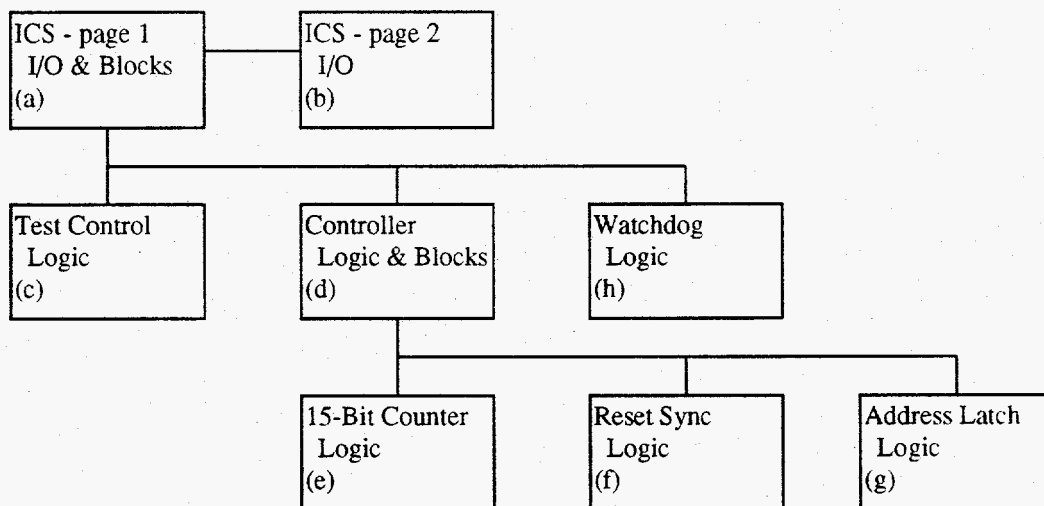 ICS - page 1
I/O & Blocks
(a)
ICS - page 2
I/O
(b)
Test Control
Logic
(c)
Controller
Logic & Blocks
(d)
Watchdog
Logic
(h)
15-Bit Counter
Logic
(e)
Reset Sync
Logic
(f)
Address Latch
Logic
(g)